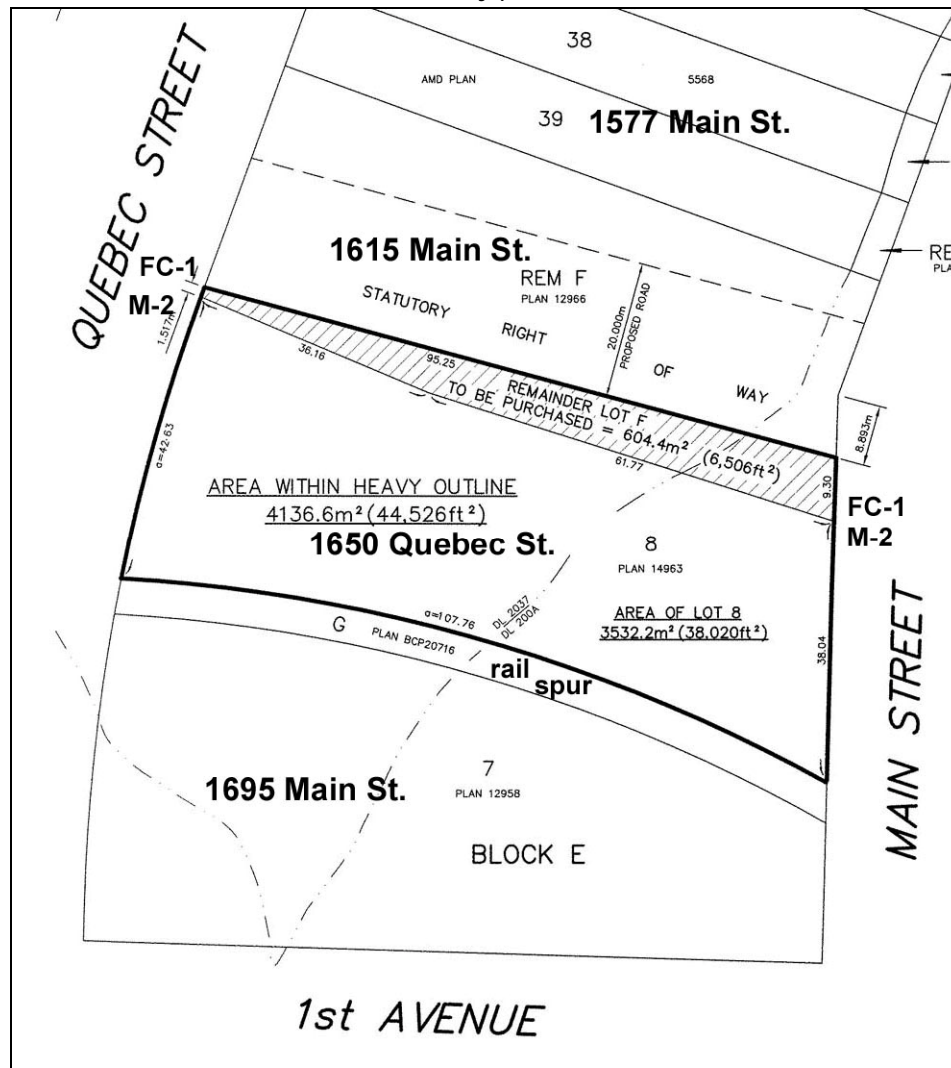 38
AMD PLAN
5568
39
1577 Main St.
QUEBEC STREET
1615 Main St.
REM F
PLAN 12966
FC-1
M-2
STATUTORY RIGHT OF WAY
20.000m
PROPOSED ROAD
1.517m
36.16
95.25
REMAINDER LOT F
TO BE PURCHASED = 604.4m² (6,506ft²)
61.77
8.893m
9.30
FC-1
M-2
a=42.63
AREA WITHIN HEAVY OUTLINE
4136.6m² (44,526ft²)
1650 Quebec St.
8
PLAN 14963
AREA OF LOT 8
3532.2m² (38.020ft²)
a=107.76
DL 2037
DL 200A
G
PLAN BCP20716
rail
spur
38.04
MAIN STREET
7
PLAN 12958
1695 Main St.
BLOCK E
1st AVENUE